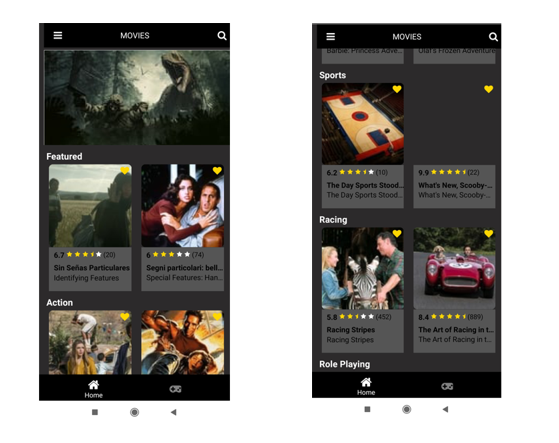 MOVIES
Featured
6.7 (20)
6 (74)
Sin Señas Particulares
Identifying Features
Segni particolari: bell...
Special Features: Han...
Action
Home
MOVIES
Barbie: Princess Adve...
Olaf's Frozen Adventure
Sports
6.2 (10)
9.9 (22)
The Day Sports Stood...
The Day Sports Stood...
What's New, Scooby-...
What's New, Scooby-...
Racing
5.8 (452)
8.4 (889)
Racing Stripes
Racing Stripes
The Art of Racing in t...
The Art of Racing in t...
Role Playing
Home